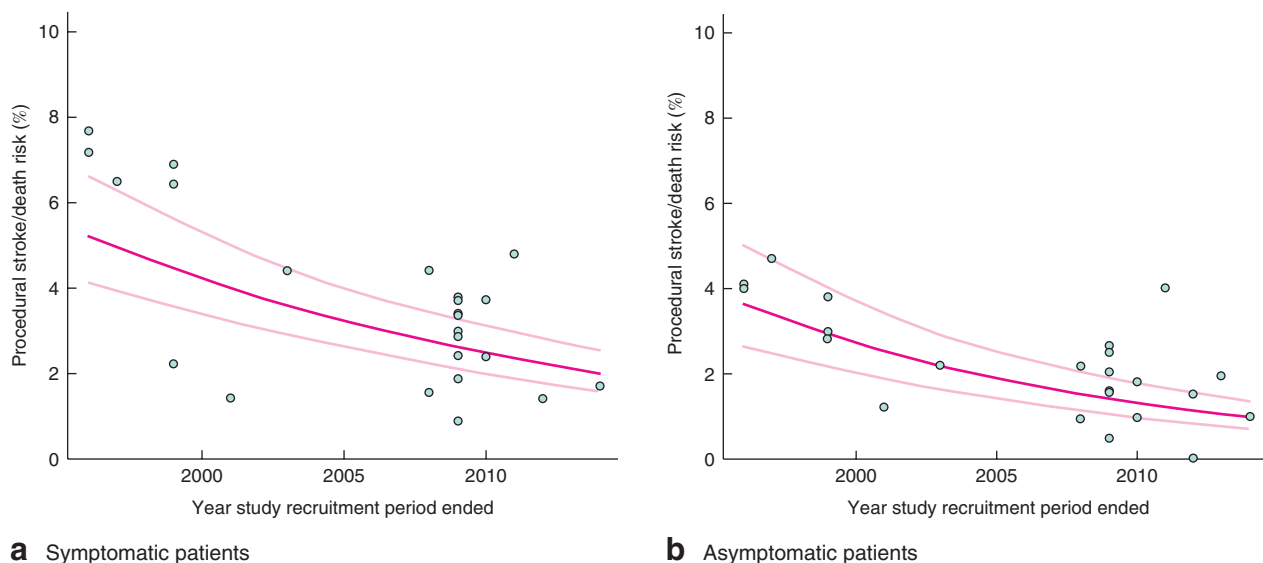 Procedural stroke/death risk (%)
10
8
6
4
2
0
2000 2005 2010
Year study recruitment period ended
a Symptomatic patients
Procedural stroke/death risk (%)
10
8
6
4
2
0
2000 2005 2010
Year study recruitment period ended
b Asymptomatic patients